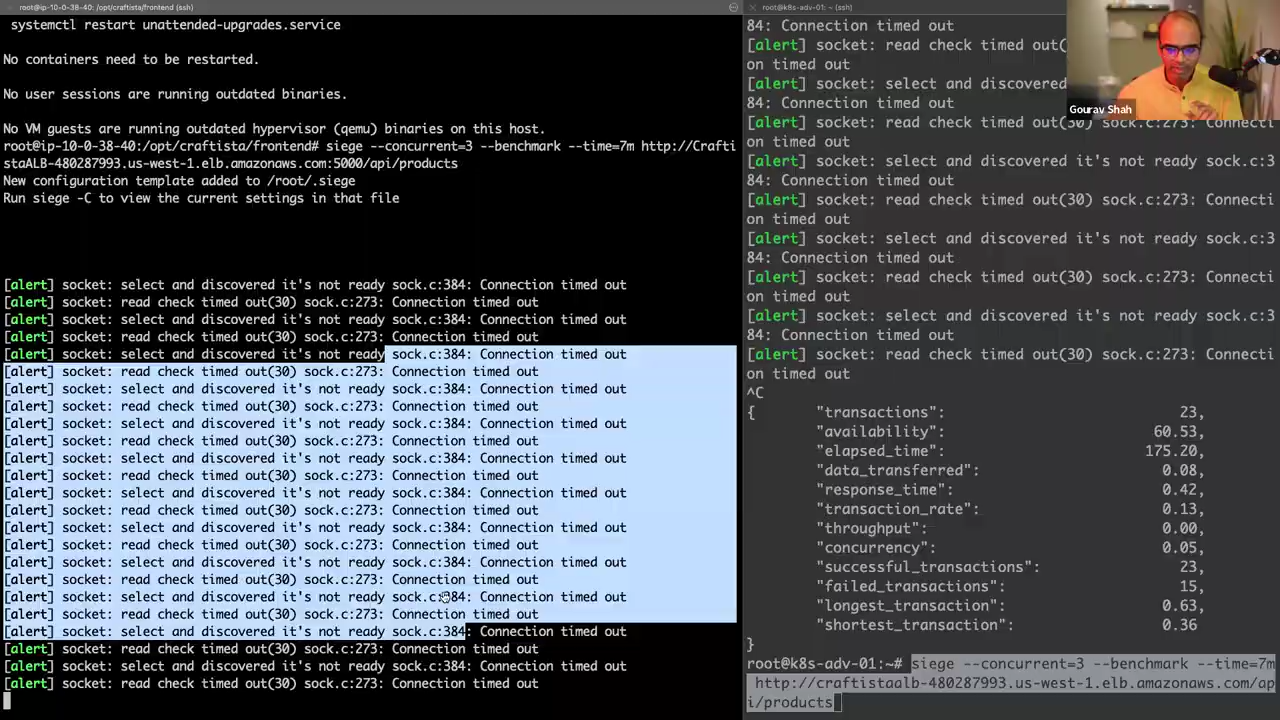 root@ip-10-0-38-40: /opt/craftista/frontend (ssh)
systemctl restart unattended-upgrades.service
No containers need to be restarted.
No user sessions are running outdated binaries.
No VM guests are running outdated hypervisor (qemu) binaries on this host.
root@ip-10-0-38-40:/opt/craftista/frontend# siege --concurrent=3 --benchmark --time=7m http://Crafti
staALB-480287993.us-west-1.elb.amazonaws.com:5000/api/products
New configuration template added to /root/.siege
Run siege -C to view the current settings in that file
[alert] socket: select and discovered it's not ready sock.c:384: Connection timed out
[alert] socket: read check timed out(30) sock.c:273: Connection timed out
[alert] socket: select and discovered it's not ready sock.c:384: Connection timed out
[alert] socket: read check timed out(30) sock.c:273: Connection timed out
[alert] socket: select and discovered it's not ready sock.c:384: Connection timed out
[alert] socket: read check timed out(30) sock.c:273: Connection timed out
[alert] socket: select and discovered it's not ready sock.c:384: Connection timed out
[alert] socket: read check timed out(30) sock.c:273: Connection timed out
[alert] socket: select and discovered it's not ready sock.c:384: Connection timed out
[alert] socket: read check timed out(30) sock.c:273: Connection timed out
[alert] socket: select and discovered it's not ready sock.c:384: Connection timed out
[alert] socket: read check timed out(30) sock.c:273: Connection timed out
[alert] socket: select and discovered it's not ready sock.c:384: Connection timed out
[alert] socket: read check timed out(30) sock.c:273: Connection timed out
[alert] socket: select and discovered it's not ready sock.c:384: Connection timed out
[alert] socket: read check timed out(30) sock.c:273: Connection timed out
[alert] socket: select and discovered it's not ready sock.c:384: Connection timed out
[alert] socket: read check timed out(30) sock.c:273: Connection timed out
[alert] socket: select and discovered it's not ready sock.c:384: Connection timed out
[alert] socket: read check timed out(30) sock.c:273: Connection timed out
[alert] socket: select and discovered it's not ready sock.c:384: Connection timed out
[alert] socket: read check timed out(30) sock.c:273: Connection timed out
[alert] socket: select and discovered it's not ready sock.c:384: Connection timed out
[alert] socket: read check timed out(30) sock.c:273: Connection timed out
root@k8s-adv-01: ~ (ssh)
84: Connection timed out
[alert] socket: read check timed out(
on timed out
[alert] socket: select and discovered
84: Connection timed out
[alert] socket: read check timed out(30) sock.c:273: Connecti
on timed out
[alert] socket: select and discovered it's not ready sock.c:3
84: Connection timed out
[alert] socket: read check timed out(30) sock.c:273: Connecti
on timed out
[alert] socket: select and discovered it's not ready sock.c:3
84: Connection timed out
[alert] socket: read check timed out(30) sock.c:273: Connecti
on timed out
[alert] socket: select and discovered it's not ready sock.c:3
84: Connection timed out
[alert] socket: read check timed out(30) sock.c:273: Connecti
on timed out
^C
{ "transactions": 23,
"availability": 60.53,
"elapsed_time": 175.20,
"data_transferred": 0.08,
"response_time": 0.42,
"transaction_rate": 0.13,
"throughput": 0.00,
"concurrency": 0.05,
"successful_transactions": 23,
"failed_transactions": 15,
"longest_transaction": 0.63,
"shortest_transaction": 0.36
}
root@k8s-adv-01:~# siege --concurrent=3 --benchmark --time=7m
http://craftistaalb-480287993.us-west-1.elb.amazonaws.com/ap
i/products
Gourav Shah